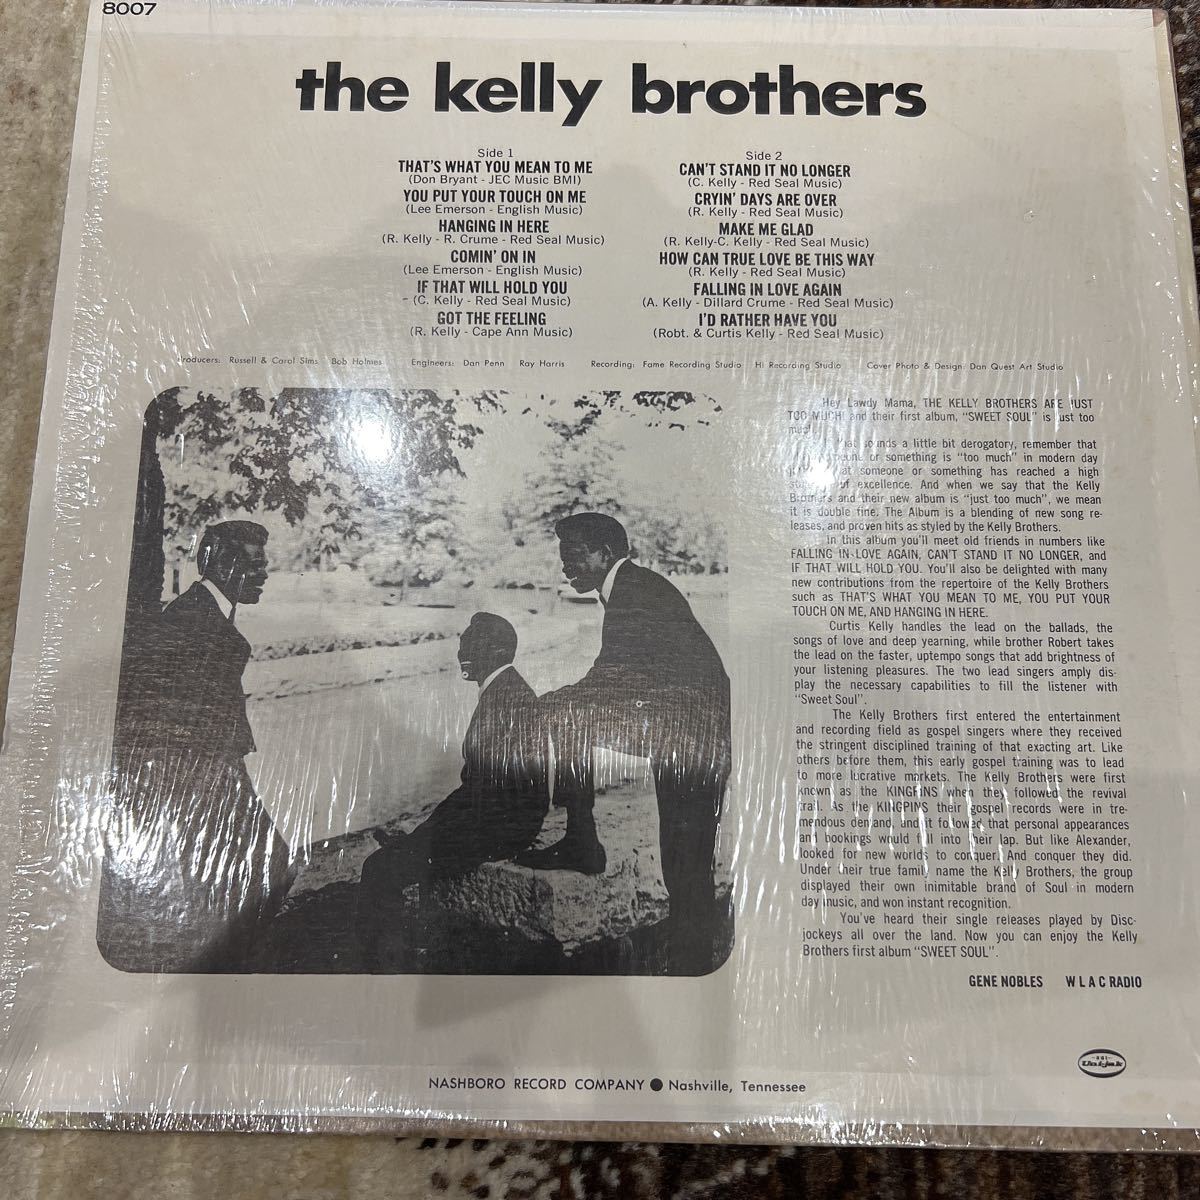 8007
the kelly brothers
Side 1
THAT'S WHAT YOU MEAN TO ME
(Don Bryant - JEC Music BMI)
YOU PUT YOUR TOUCH ON ME
(Lee Emerson - English Music)
HANGING IN HERE
(R. Kelly - R. Crume - Red Seal Music)
COMIN' ON IN
(Lee Emerson - English Music)
IF THAT WILL HOLD YOU
(C. Kelly - Red Seal Music)
GOT THE FEELING
(R. Kelly - Cape Ann Music)
Side 2
CAN'T STAND IT NO LONGER
(C. Kelly - Red Seal Music)
CRYIN' DAYS ARE OVER
(R. Kelly - Red Seal Music)
MAKE ME GLAD
(R. Kelly-C. Kelly - Red Seal Music)
HOW CAN TRUE LOVE BE THIS WAY
(R. Kelly - Red Seal Music)
FALLING IN LOVE AGAIN
(A. Kelly - Dillard Crume - Red Seal Music)
I'D RATHER HAVE YOU
(Robt. & Curtis Kelly - Red Seal Music)
Producers: Russell & Carol Sims Bob Holmes Engineers: Dan Penn Ray Harris Recording: Fame Recording Studio Hi Recording Studio Cover Photo & Design: Dan Quest Art Studio
Hey Lawdy Mama, THE KELLY BROTHERS ARE JUST
TOO MUCH! and their first album, "SWEET SOUL" is just too
much.
sounds a little bit derogatory, remember that
or something is "too much" in modern day
someone or something has reached a high
of excellence. And when we say that the Kelly
Brothers and their new album is "just too much", we mean
it is double fine. The Album is a blending of new song re-
leases, and proven hits as styled by the Kelly Brothers.
In this album you'll meet old friends in numbers like
FALLING IN LOVE AGAIN, CAN'T STAND IT NO LONGER, and
IF THAT WILL HOLD YOU. You'll also be delighted with many
new contributions from the repertoire of the Kelly Brothers
such as THAT'S WHAT YOU MEAN TO ME, YOU PUT YOUR
TOUCH ON ME, AND HANGING IN HERE.
Curtis Kelly handles the lead on the ballads, the
songs of love and deep yearning, while brother Robert takes
the lead on the faster, uptempo songs that add brightness of
your listening pleasures. The two lead singers amply dis-
play the necessary capabilities to fill the listener with
"Sweet Soul".
The Kelly Brothers first entered the entertainment
and recording field as gospel singers where they received
the stringent disciplined training of that exacting art. Like
others before them, this early gospel training was to lead
to more lucrative markets. The Kelly Brothers were first
known as the KINGPINS when they followed the revival
trail. As the KINGPINS their gospel records were in tre-
mendous demand, and it followed that personal appearances
and bookings would fall into their lap. But like Alexander,
looked for new worlds to conquer. And conquer they did.
Under their true family name the Kelly Brothers, the group
displayed their own inimitable brand of Soul in modern
day music, and won instant recognition.
You've heard their single releases played by Disc-
jockeys all over the land. Now you can enjoy the Kelly
Brothers first album "SWEET SOUL".
GENE NOBLES W L A C RADIO
NASHBORO RECORD COMPANY ● Nashville, Tennessee